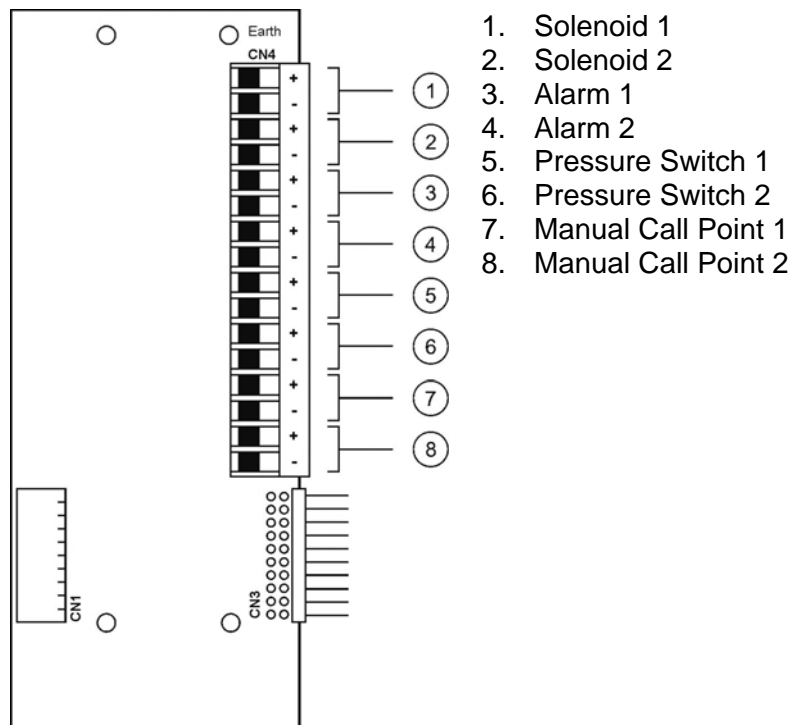 Earth
CN4
+
-
+
-
+
-
+
-
+
-
+
-
+
-
+
-
1
2
3
4
5
6
7
8
CN1
CN3
1. Solenoid 1
2. Solenoid 2
3. Alarm 1
4. Alarm 2
5. Pressure Switch 1
6. Pressure Switch 2
7. Manual Call Point 1
8. Manual Call Point 2